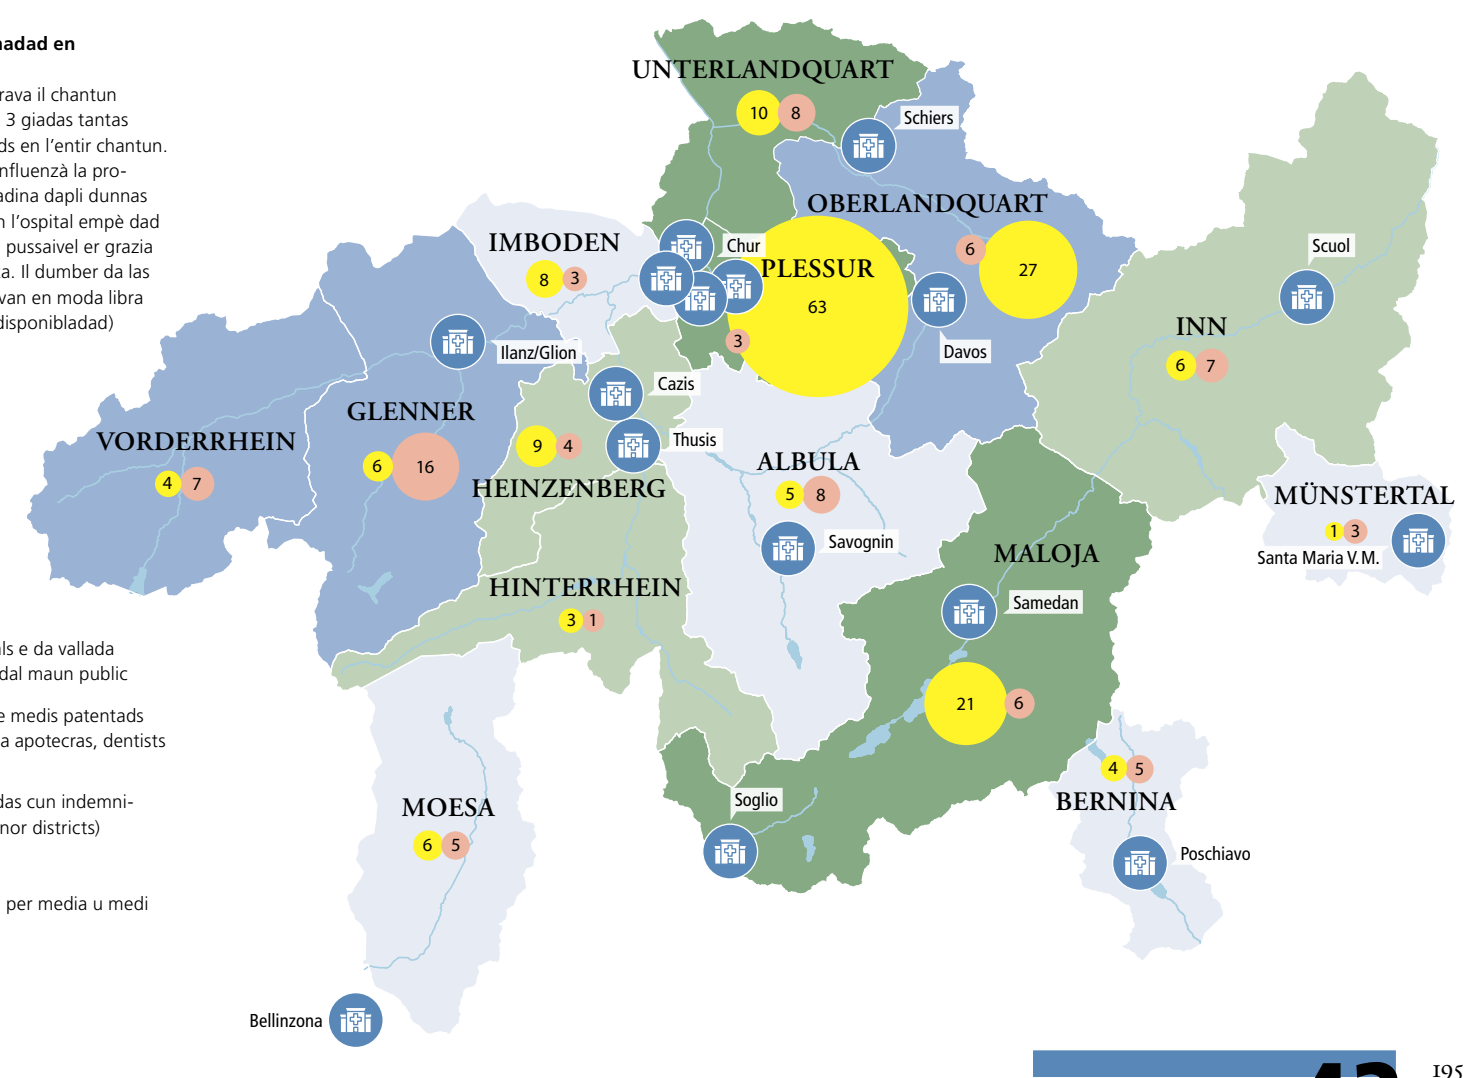 nadad en
rava il chantun
3 giadas tantas
ds en l'entir chantun.
nfluenzà la pro-
adina dapli dunnas
n l'ospital empè dad
pussaivel er grazia
ka. Il dumber da las
van en moda libra
disponibladad)
als e da vallada
dal maun public
e medis patentads
ra apotecras, dentists
das cun indemni-
nor districts)
per media u medi
UNTERLANDQUART
10 8
Schiers
OBERLANDQUART
6 27
IMBODEN
8 3
Chur
PLESSUR
63
3
Davos
Scuol
INN
6 7
Ilanz/Glion
Cazis
GLENNER
6 16
VORDERRHEIN
4 7
9 4
HEINZENBERG
Thusis
ALBULA
5 8
Savognin
MÜNSTERTAL
1 3
Santa Maria V. M.
MALOJA
Samedan
21 6
HINTERRHEIN
3 1
4 5
BERNINA
Poschiavo
Soglio
MOESA
6 5
Bellinzona
195